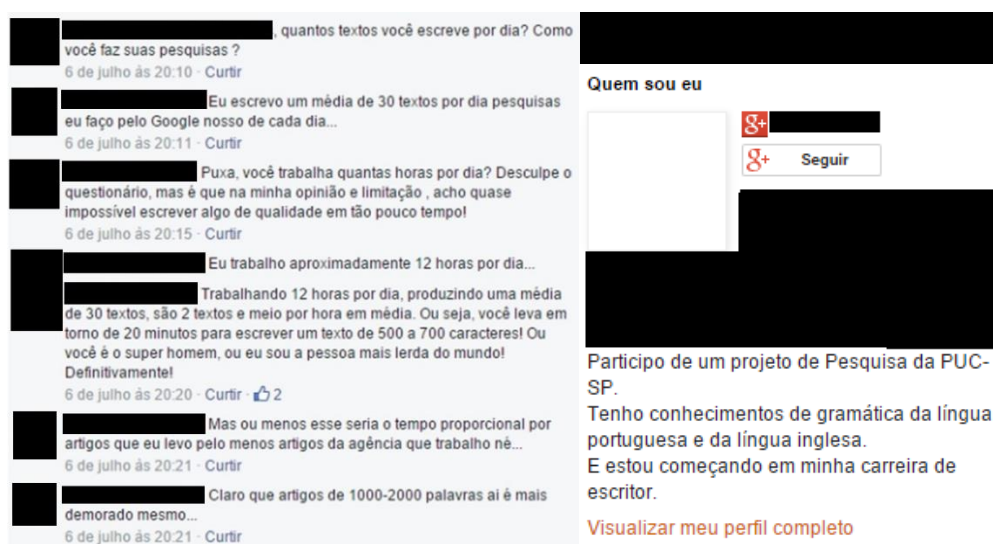 , quantos textos você escreve por dia? Como
você faz suas pesquisas ?
6 de julho às 20:10 · Curtir
Eu escrevo um média de 30 textos por dia pesquisas
eu faço pelo Google nosso de cada dia...
6 de julho às 20:11 · Curtir
Puxa, você trabalha quantas horas por dia? Desculpe o
questionário, mas é que na minha opinião e limitação , acho quase
impossível escrever algo de qualidade em tão pouco tempo!
6 de julho às 20:15 · Curtir
Eu trabalho aproximadamente 12 horas por dia...
Trabalhando 12 horas por dia, produzindo uma média
de 30 textos, são 2 textos e meio por hora em média. Ou seja, você leva em
torno de 20 minutos para escrever um texto de 500 a 700 caracteres! Ou
você é o super homem, ou eu sou a pessoa mais lerda do mundo!
Definitivamente!
6 de julho às 20:20 · Curtir · 2
Mas ou menos esse seria o tempo proporcional por
artigos que eu levo pelo menos artigos da agência que trabalho né...
6 de julho às 20:21 · Curtir
Claro que artigos de 1000-2000 palavras ai é mais
demorado mesmo...
6 de julho às 20:21 · Curtir
Quem sou eu
g+
g+ Seguir
Participo de um projeto de Pesquisa da PUC-
SP.
Tenho conhecimentos de gramática da língua
portuguesa e da língua inglesa.
E estou começando em minha carreira de
escritor.
Visualizar meu perfil completo